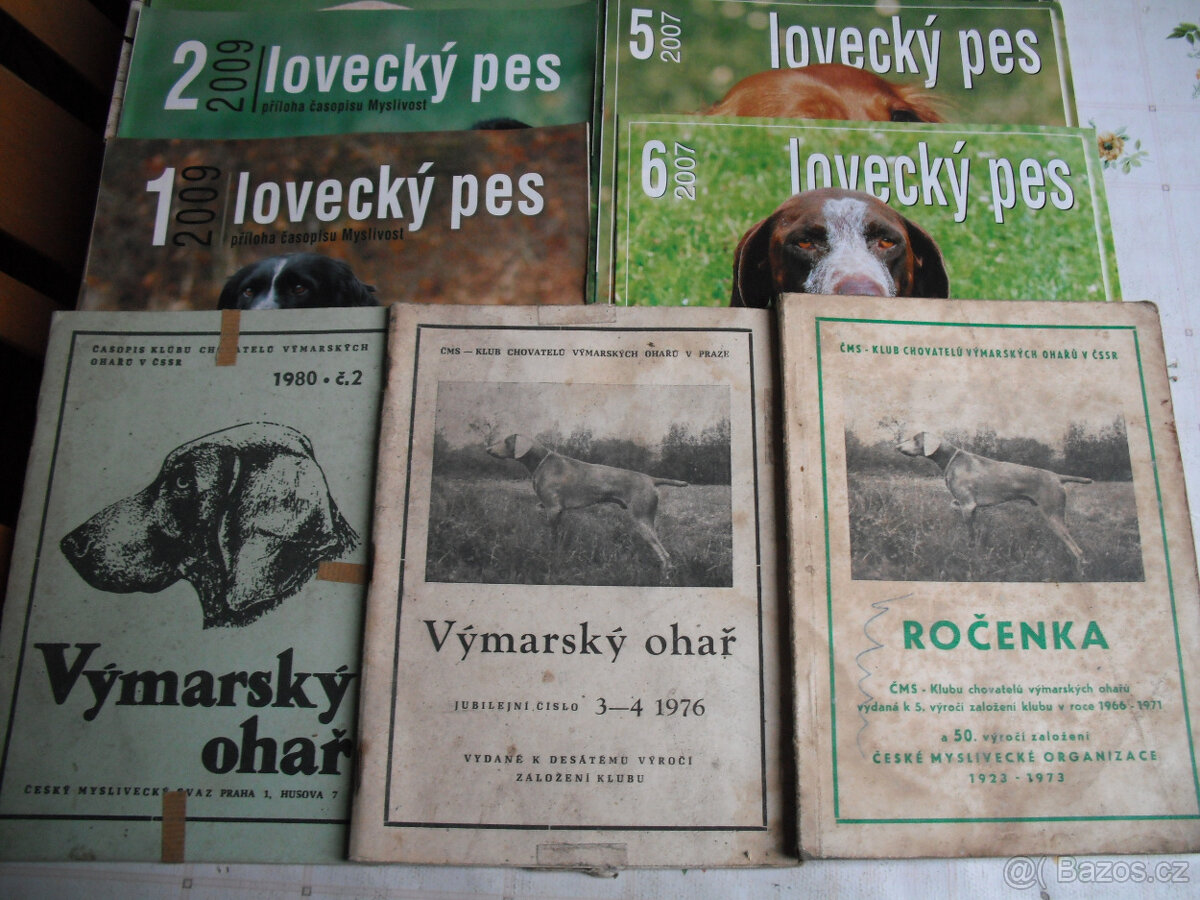 2 2009 lovecký pes
příloha časopisu Myslivost
5 2007 lovecký pes
1 2009 lovecký pes
příloha časopisu Myslivost
6 2007 lovecký pes
ČASOPIS KLUBU CHOVATELŮ VÝMARSKÝCH
OHAŘŮ V ČSSR
1980 • č.2
Výmarský
ohař
ČESKÝ MYSLIVECKÝ SVAZ PRAHA 1, HUSOVA 7
ČMS — KLUB CHOVATELŮ VÝMARSKÝCH OHAŘŮ V PRAZE
Výmarský ohař
JUBILEJNÍ ČÍSLO 3—4 1976
VYDANÉ K DESÁTÉMU VÝROČÍ
ZALOŽENÍ KLUBU
ČMS - KLUB CHOVATELŮ VÝMARSKÝCH OHAŘŮ V ČSSR
ROČENKA
ČMS - Klubu chovatelů výmarských ohařů
vydaná k 5. výročí založení klubu v roce 1966 - 1971
a 50. výročí založení
ČESKÉ MYSLIVECKÉ ORGANIZACE
1923 - 1973
@( Bazos.cz